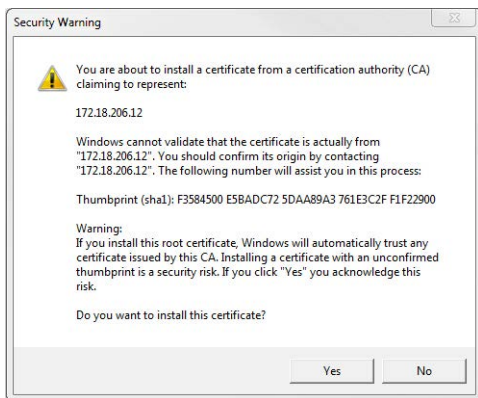 Security Warning
You are about to install a certificate from a certification authority (CA)
claiming to represent:
172.18.206.12
Windows cannot validate that the certificate is actually from
"172.18.206.12". You should confirm its origin by contacting
"172.18.206.12". The following number will assist you in this process:
Thumbprint (sha1): F3584500 E5BADC72 5DAA89A3 761E3C2F F1F22900
Warning:
If you install this root certificate, Windows will automatically trust any
certificate issued by this CA. Installing a certificate with an unconfirmed
thumbprint is a security risk. If you click "Yes" you acknowledge this
risk.
Do you want to install this certificate?
Yes No